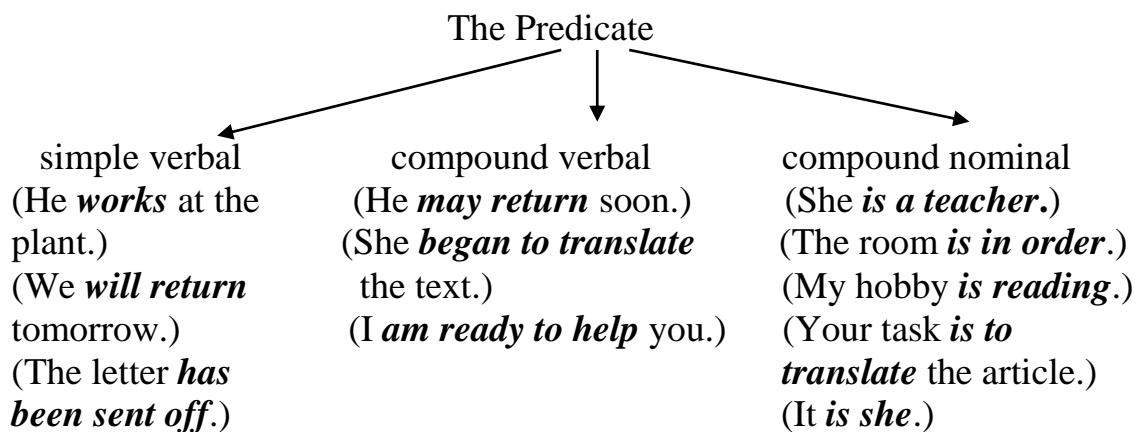 The Predicate
simple verbal
(He works at the
plant.)
(We will return
tomorrow.)
(The letter has
been sent off.)
compound verbal
(He may return soon.)
(She began to translate
the text.)
(I am ready to help you.)
compound nominal
(She is a teacher.)
(The room is in order.)
(My hobby is reading.)
(Your task is to
translate the article.)
(It is she.)